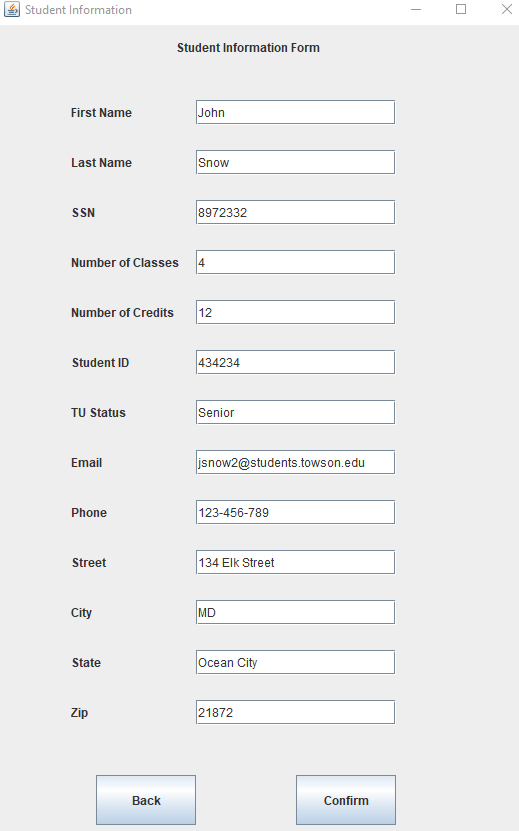 Student Information
Student Information Form
First Name John
Last Name Snow
SSN 8972332
Number of Classes 4
Number of Credits 12
Student ID 434234
TU Status Senior
Email jsnow2@students.towson.edu
Phone 123-456-789
Street 134 Elk Street
City MD
State Ocean City
Zip 21872
Back Confirm